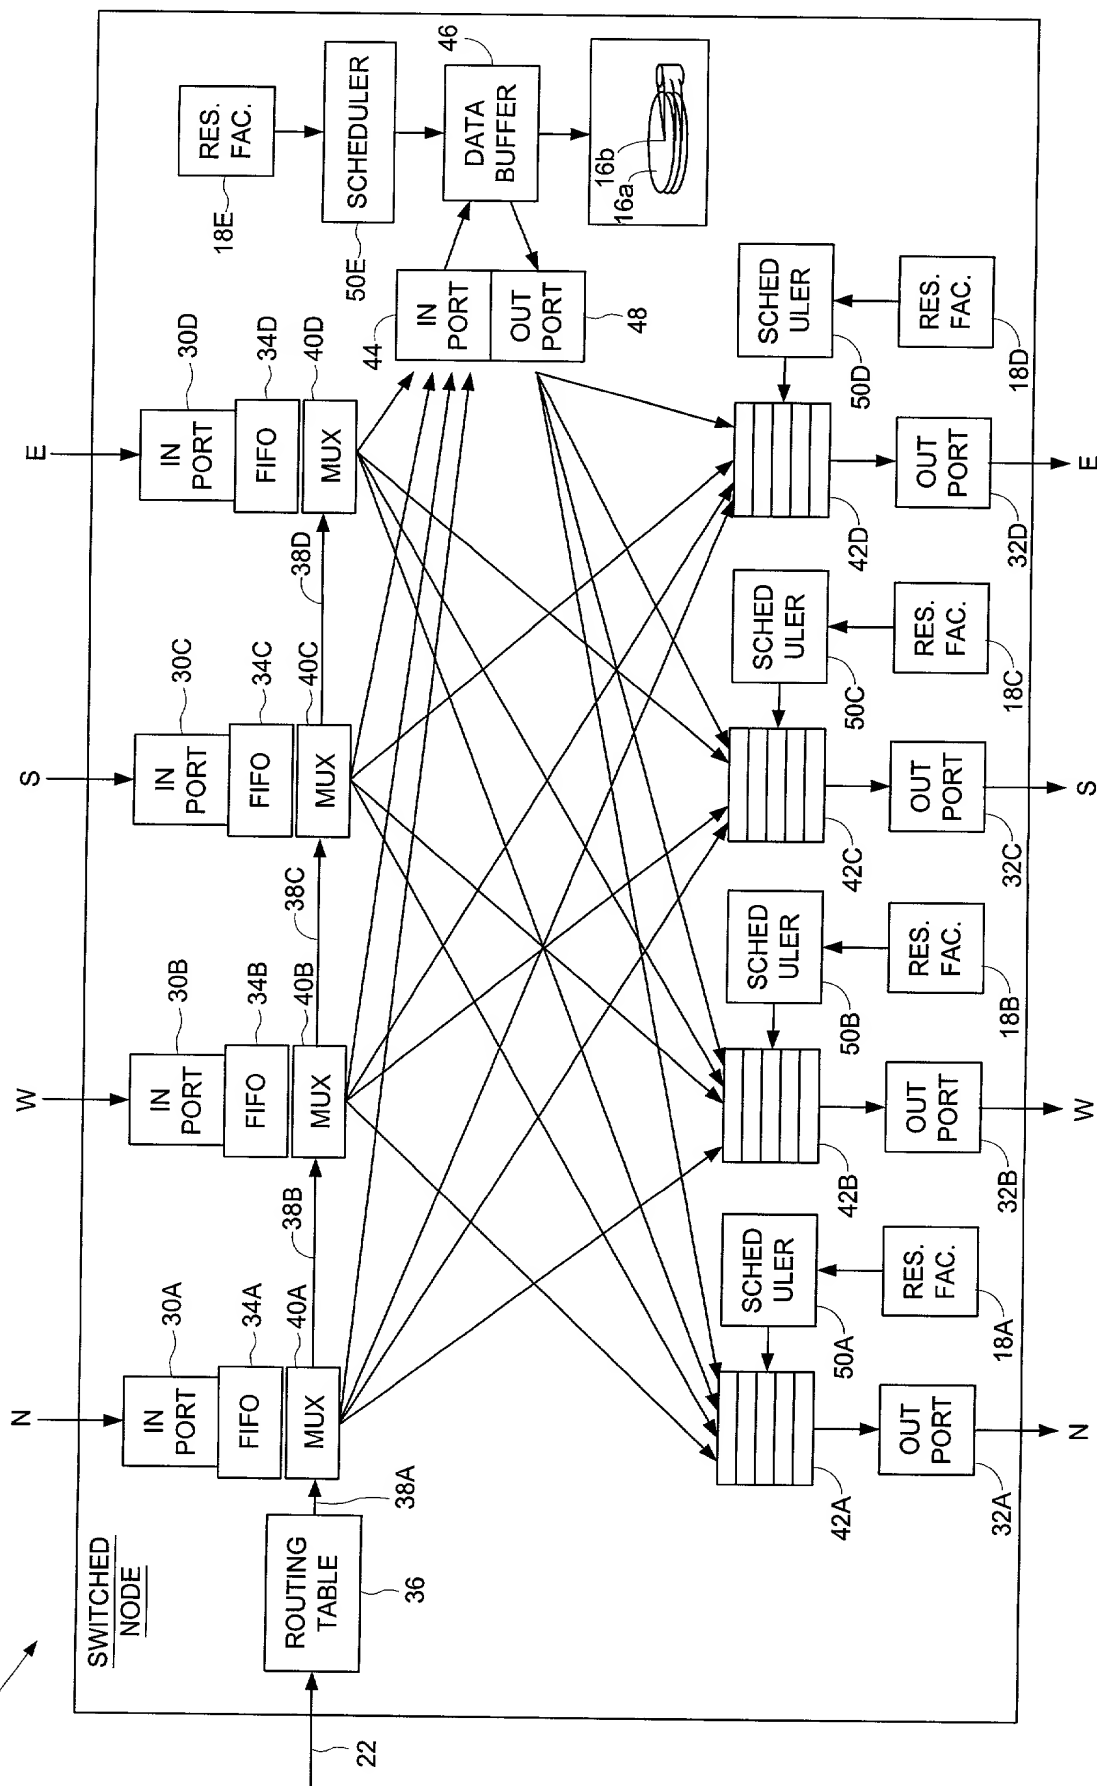 SWITCHED
NODE
22
ROUTING
TABLE
36
38A
N
IN
PORT
30A
FIFO
34A
MUX
40A
38B
W
IN
PORT
30B
FIFO
34B
MUX
40B
38C
S
IN
PORT
30C
FIFO
34C
MUX
40C
38D
E
IN
PORT
30D
FIFO
34D
MUX
40D
RES.
FAC.
18E
SCHEDULER
50E
DATA
BUFFER
46
IN
PORT
44
OUT
PORT
48
16a
16b
42A
SCHED
ULER
50A
RES.
FAC.
18A
OUT
PORT
32A
N
42B
SCHED
ULER
50B
RES.
FAC.
18B
OUT
PORT
32B
W
42C
SCHED
ULER
50C
RES.
FAC.
18C
OUT
PORT
32C
S
42D
SCHED
ULER
50D
RES.
FAC.
18D
OUT
PORT
32D
E